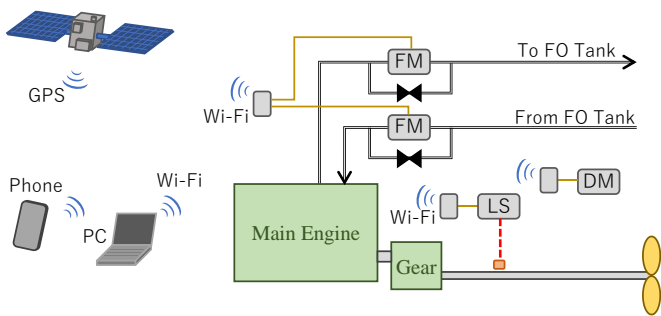 To FO Tank
FM
GPS
Wi-Fi
From FO Tank
FM
Phone
Wi-Fi
DM
PC
Wi-Fi
LS
Main Engine
Gear